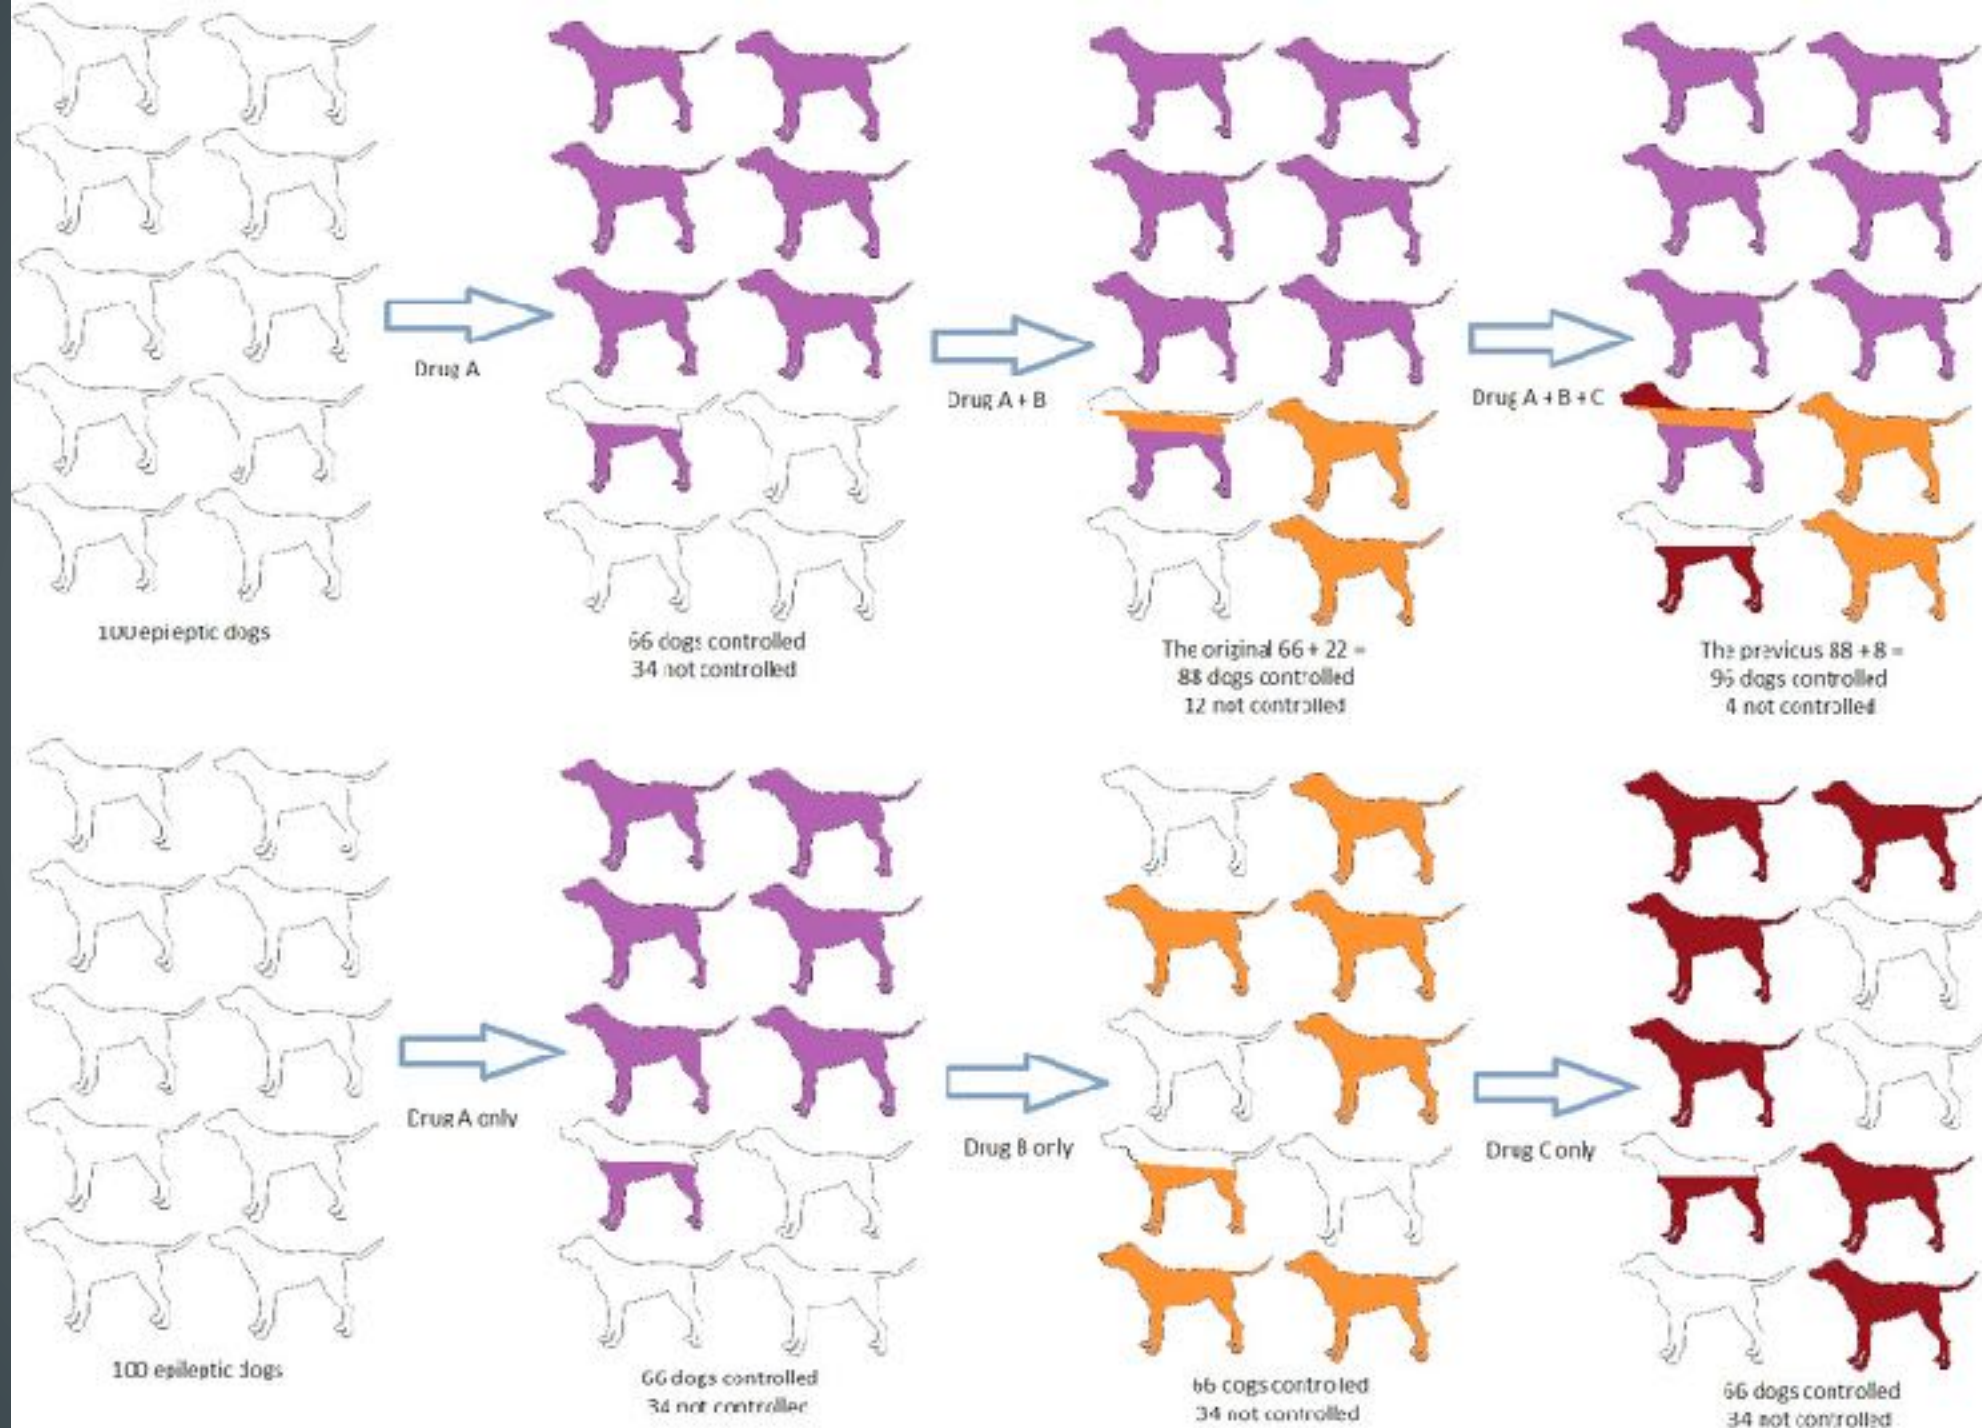 Drug A
Drug A + B
Drug A + B + C
100 epileptic dogs
66 dogs controlled
34 not controlled
The original 66 + 22 =
88 dogs controlled
12 not controlled
The previous 88 + 8 =
96 dogs controlled
4 not controlled
Drug A only
Drug B only
Drug C only
100 epileptic dogs
66 dogs controlled
34 not controlled
66 dogs controlled
34 not controlled
66 dogs controlled
34 not controlled